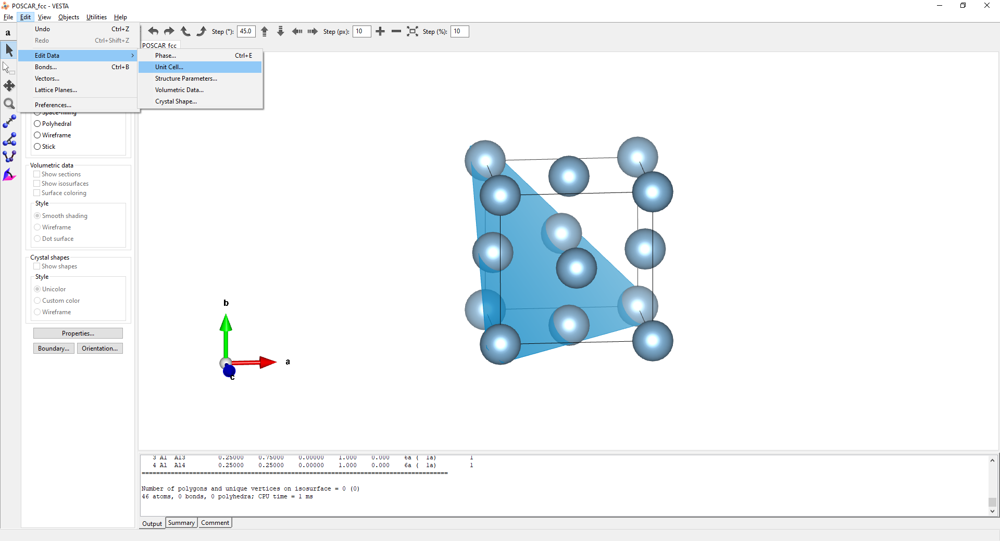 POSCAR_fcc - VESTA
File Edit View Objects Utilities Help
a
Step (°): 45.0 Step (px): 10 Step (%): 10
Undo Ctrl+Z
Redo Ctrl+Shift+Z
Edit Data
Bonds... Ctrl+B
Vectors...
Lattice Planes...
Preferences...
POSCAR_fcc
Phase... Ctrl+E
Unit Cell...
Structure Parameters...
Volumetric Data...
Crystal Shape...
Space-filling
Polyhedral
Wireframe
Stick
Volumetric data
Show sections
Show isosurfaces
Surface coloring
Style
Smooth shading
Wireframe
Dot surface
Crystal shapes
Show shapes
Style
Unicolor
Custom color
Wireframe
Properties...
Boundary... Orientation...
b
a
c
3 Al Al3 0.25000 0.75000 0.00000 1.000 0.000 6a ( 1a) 1
4 Al Al4 0.25000 0.25000 0.00000 1.000 0.000 6a ( 1a) 1
====================================================================================
Number of polygons and unique vertices on isosurface = 0 (0)
46 atoms, 0 bonds, 0 polyhedra; CPU time = 1 ms
Output Summary Comment